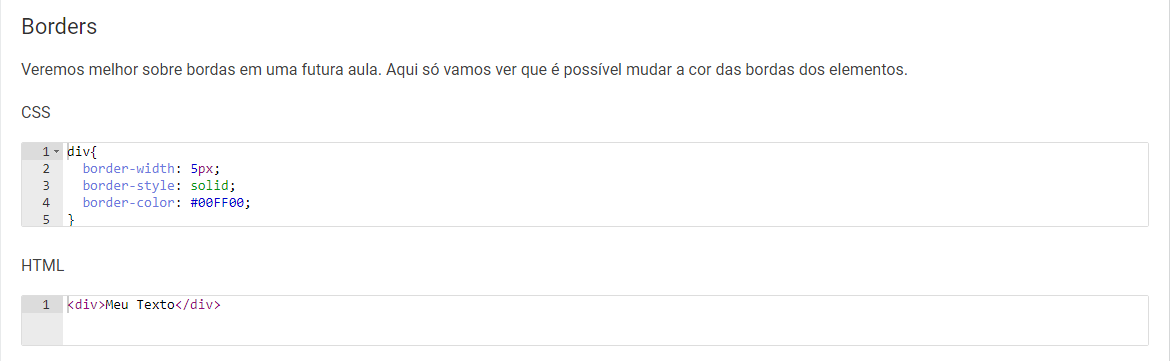 Borders
Veremos melhor sobre bordas em uma futura aula. Aqui só vamos ver que é possível mudar a cor das bordas dos elementos.
CSS
1 div{
2   border-width: 5px;
3   border-style: solid;
4   border-color: #00FF00;
5 }
HTML
1 <div>Meu Texto</div>